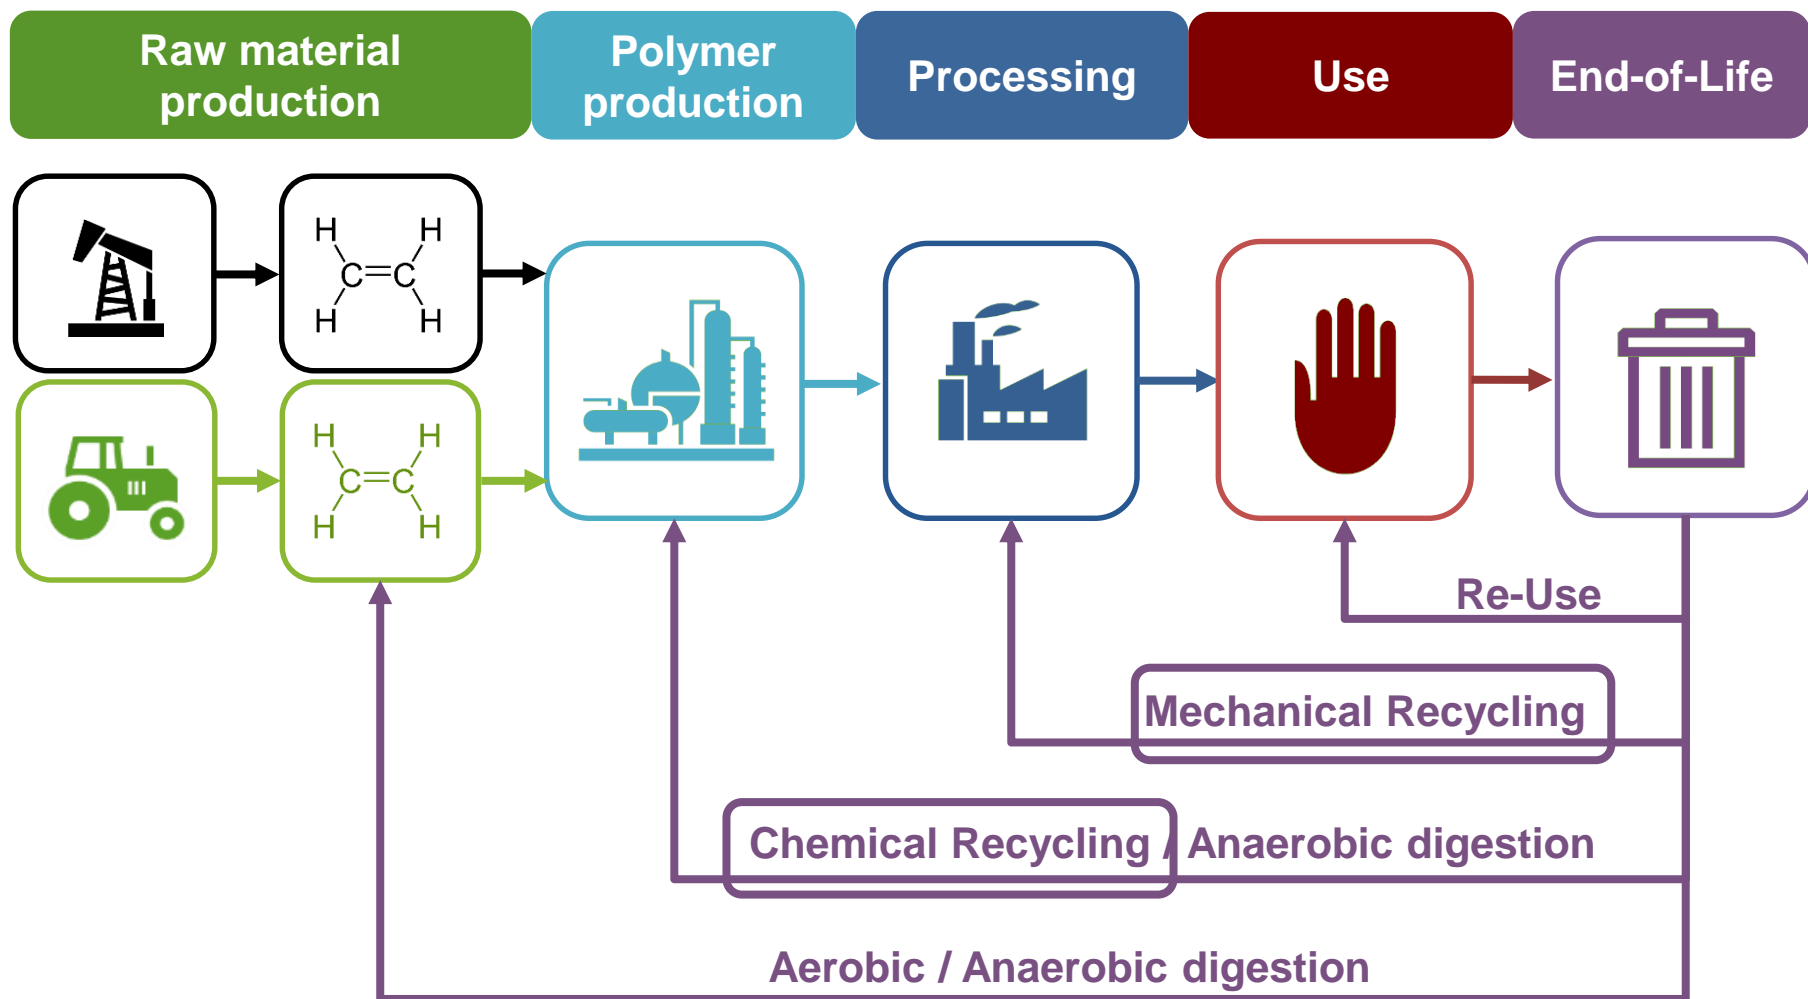 Raw material
production
Polymer
production
Processing
Use
End-of-Life
H H
C=C
H H
H H
C=C
H H
Re-Use
Mechanical Recycling
Chemical Recycling / Anaerobic digestion
Aerobic / Anaerobic digestion